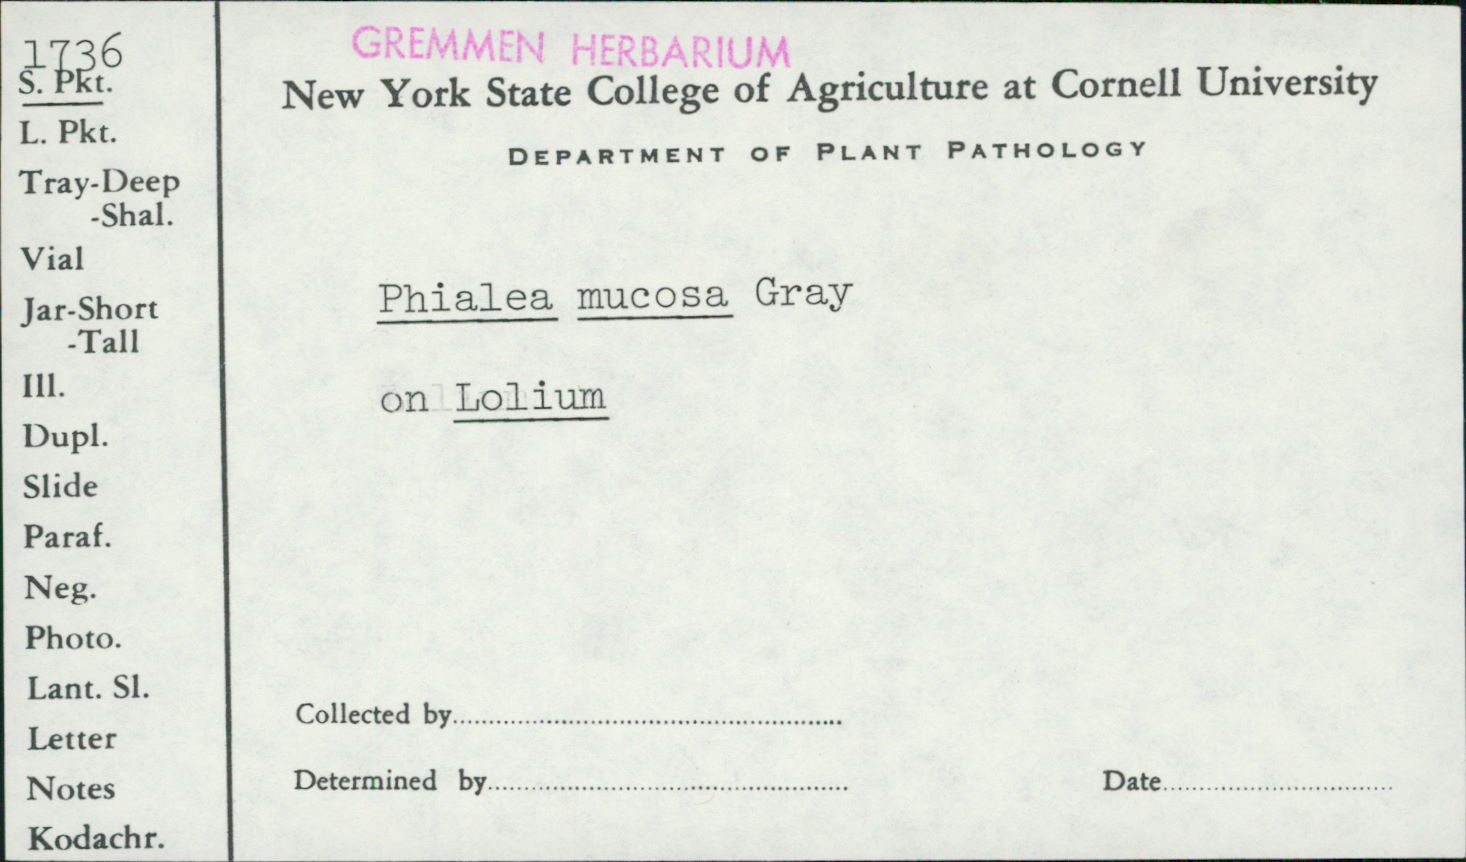 1736
S. Pkt.
L. Pkt.
Tray-Deep
-Shal.
Vial
Jar-Short
-Tall
Ill.
Dupl.
Slide
Paraf.
Neg.
Photo.
Lant. Sl.
Letter
Notes
Kodachr.
GREMMEN HERBARIUM
New York State College of Agriculture at Cornell University
DEPARTMENT OF PLANT PATHOLOGY
Phialea mucosa Gray
on Lolium
Collected by
Determined by
Date